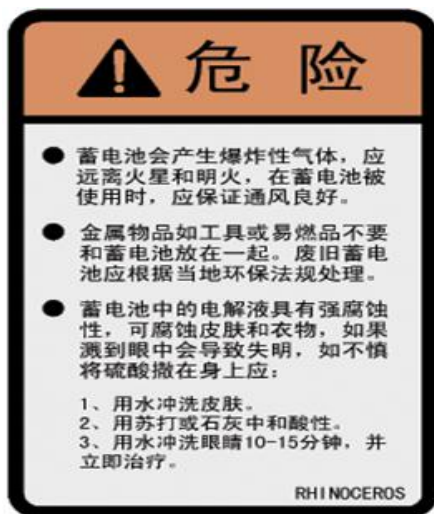 危 险
● 蓄电池会产生爆炸性气体，应
远离火星和明火，在蓄电池被
使用时，应保证通风良好。
● 金属物品如工具或易燃品不要
和蓄电池放在一起。废旧蓄电
池应根据当地环保法规处理。
● 蓄电池中的电解液具有强腐蚀
性，可腐蚀皮肤和衣物，如果
溅到眼中会导致失明，如不慎
将硫酸撒在身上应：
1、用水冲洗皮肤。
2、用苏打或石灰中和酸性。
3、用水冲洗眼睛10-15分钟，并
立即治疗。
RHINOCEROS